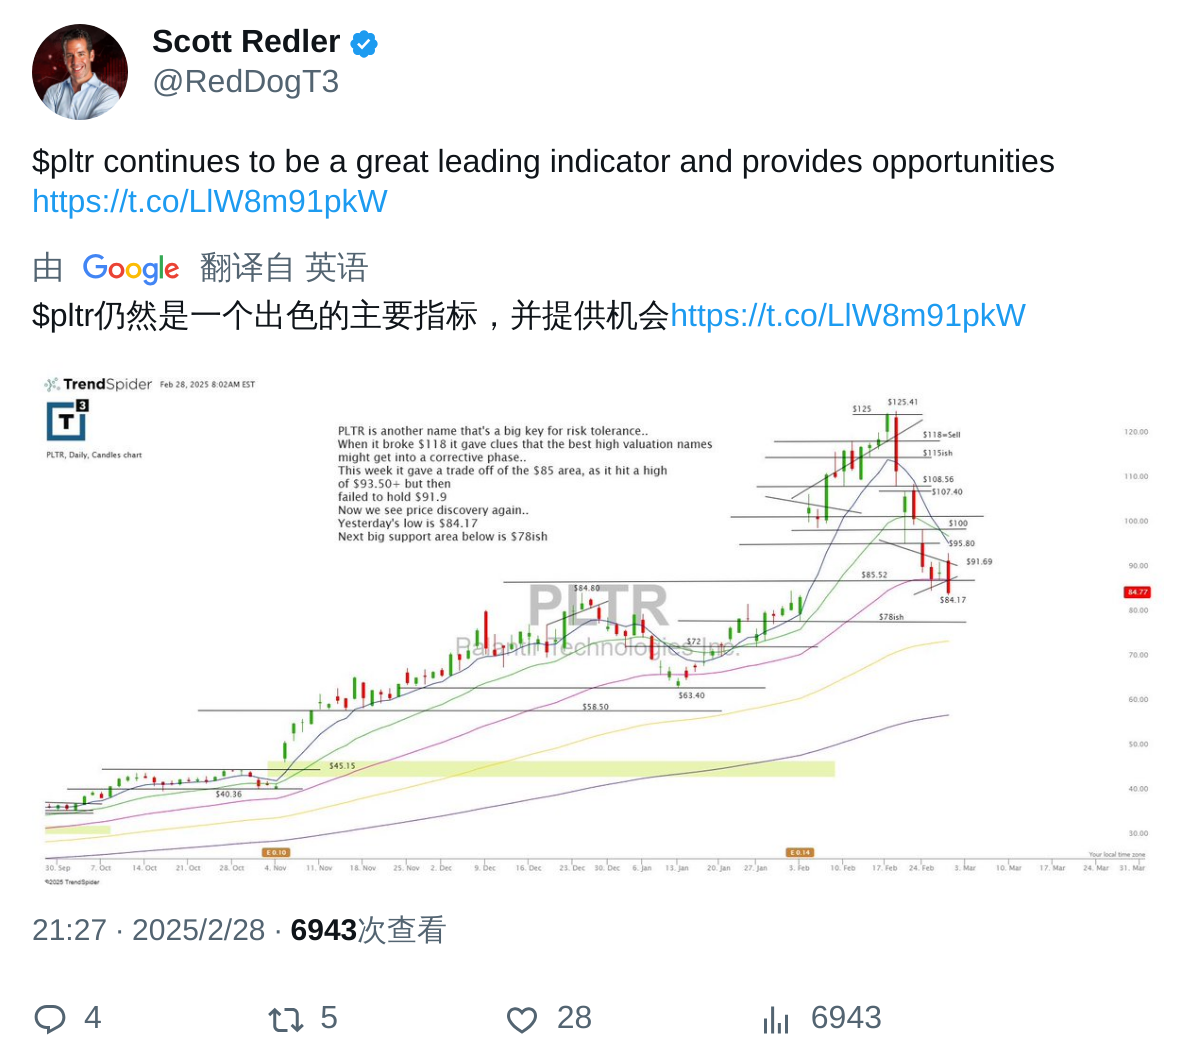 Scott Redler
@RedDogT3
$pltr continues to be a great leading indicator and provides opportunities
https://t.co/LlW8m91pkW
由 Google 翻译自 英语
$pltr仍然是一个出色的主要指标，并提供机会https://t.co/LlW8m91pkW
TrendSpider Feb 28, 2025 8:02AM EST
T3
PLTR, Daily, Candles chart
PLTR is another name that's a big key for risk tolerance..
When it broke $118 it gave clues that the best high valuation names
might get into a corrective phase..
This week it gave a trade off of the $85 area, as it hit a high
of $93.50+ but then
failed to hold $91.9
Now we see price discovery again..
Yesterday's low is $84.17
Next big support area below is $78ish
$125 $125.41
$118=Sell
$115ish
$108.56
$107.40
$100
$95.80
$91.69
$85.52
$84.17
$78ish
$84.80
PLTR
Palantir Technologies Inc.
$72
$63.40
$58.50
$45.15
$40.36
120.00
110.00
100.00
90.00
84.77
80.00
70.00
60.00
50.00
40.00
30.00
E 0.10 E 0.14
Your local time zone
30. Sep 7. Oct 14. Oct 21. Oct 28. Oct 4. Nov 11. Nov 18. Nov 25. Nov 2. Dec 9. Dec 16. Dec 23. Dec 30. Dec 6. Jan 13. Jan 20. Jan 27. Jan 3. Feb 10. Feb 17. Feb 24. Feb 3. Mar 10. Mar 17. Mar 24. Mar 31. Mar
©2025 TrendSpider
21:27 · 2025/2/28 · 6943次查看
4 5 28 6943